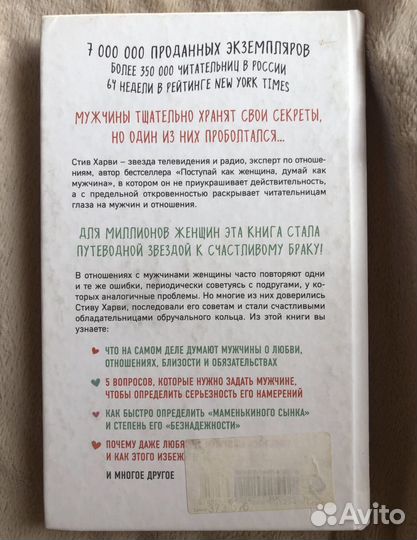 7 000 000 ПРОДАННЫХ ЭКЗЕМПЛЯРОВ
БОЛЕЕ 350 000 ЧИТАТЕЛЬНИЦ В РОССИИ
64 НЕДЕЛИ В РЕЙТИНГЕ NEW YORK TIMES
МУЖЧИНЫ ТЩАТЕЛЬНО ХРАНЯТ СВОИ СЕКРЕТЫ,
НО ОДИН ИЗ НИХ ПРОБОЛТАЛСЯ...
Стив Харви – звезда телевидения и радио, эксперт по отноше-
ниям, автор бестселлера «Поступай как женщина, думай как
мужчина», в котором он не приукрашивает действительность,
а с предельной откровенностью раскрывает читательницам
глаза на мужчин и отношения.
ДЛЯ МИЛЛИОНОВ ЖЕНЩИН ЭТА КНИГА СТАЛА
ПУТЕВОДНОЙ ЗВЕЗДОЙ К СЧАСТЛИВОМУ БРАКУ!
В отношениях с мужчинами женщины часто повторяют одни
и те же ошибки, периодически советуясь с подругами, у ко-
торых аналогичные проблемы. Но многие из них доверились
Стиву Харви, последовали его советам и стали счастливыми
обладательницами обручального кольца. Из этой книги вы
узнаете:
ЧТО НА САМОМ ДЕЛЕ ДУМАЮТ МУЖЧИНЫ О ЛЮБВИ,
ОТНОШЕНИЯХ, БЛИЗОСТИ И ОБЯЗАТЕЛЬСТВАХ
5 ВОПРОСОВ, КОТОРЫЕ НУЖНО ЗАДАТЬ МУЖЧИНЕ,
ЧТОБЫ ОПРЕДЕЛИТЬ СЕРЬЕЗНОСТЬ ЕГО НАМЕРЕНИЙ
КАК БЫСТРО ОПРЕДЕЛИТЬ «МАМЕНЬКИНОГО СЫНКА»
И СТЕПЕНЬ ЕГО «БЕЗНАДЕЖНОСТИ»
ПОЧЕМУ ДАЖЕ ЛЮБЯ
И КАК ЭТОГО ИЗБЕЖ
И МНОГОЕ ДРУГОЕ
Avito